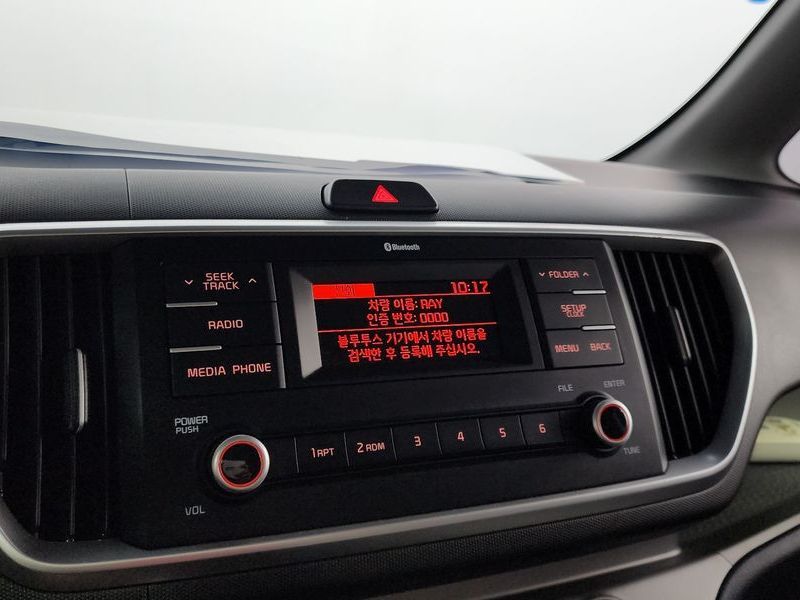 Bluetooth
SEEK
TRACK
RADIO
MEDIA PHONE
10:17
차량 이름: RAY
인증 번호: 0000
블루투스 기기에서 차량 이름을
검색한 후 등록해 주십시오.
FOLDER
SETUP
CLOCK
MENU BACK
POWER
PUSH
VOL
1 RPT
2 RDM
3
4
5
6
FILE
ENTER
TUNE